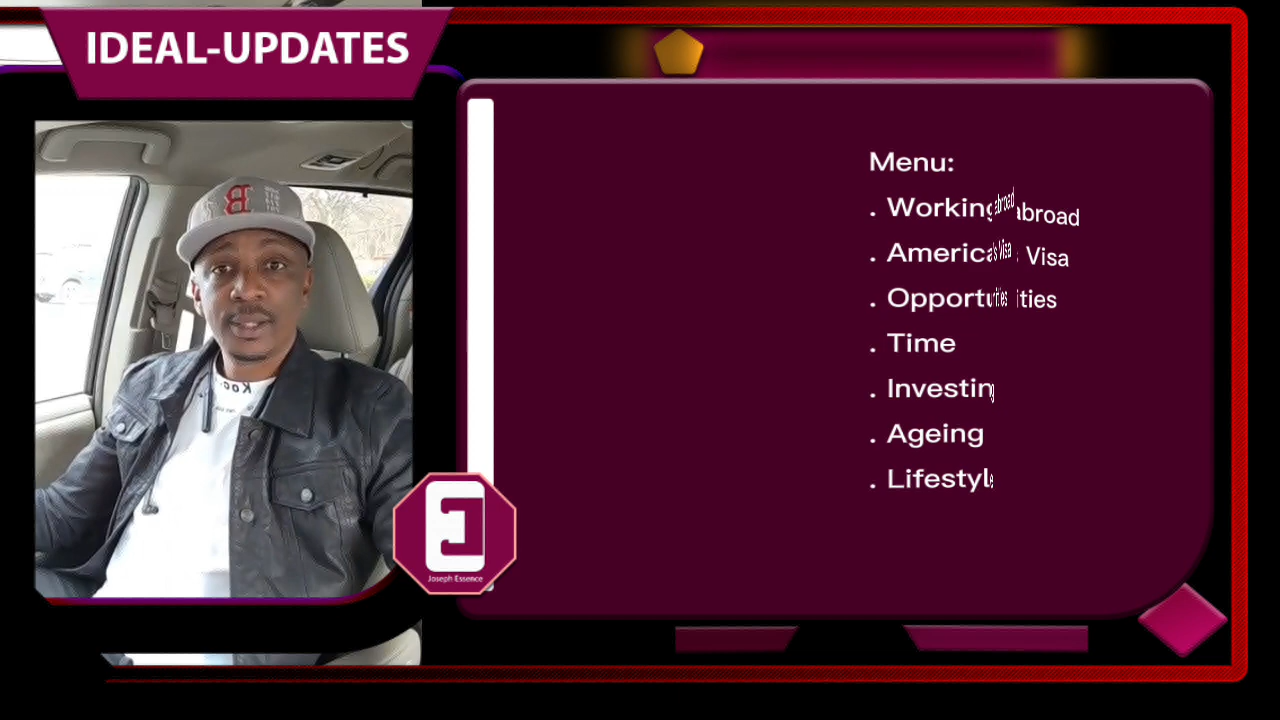 IDEAL-UPDATES
Menu:
. Working abroad
. America's Visa
. Opportunities
. Time
. Investing
. Ageing
. Lifestyle
B
Joseph Essence